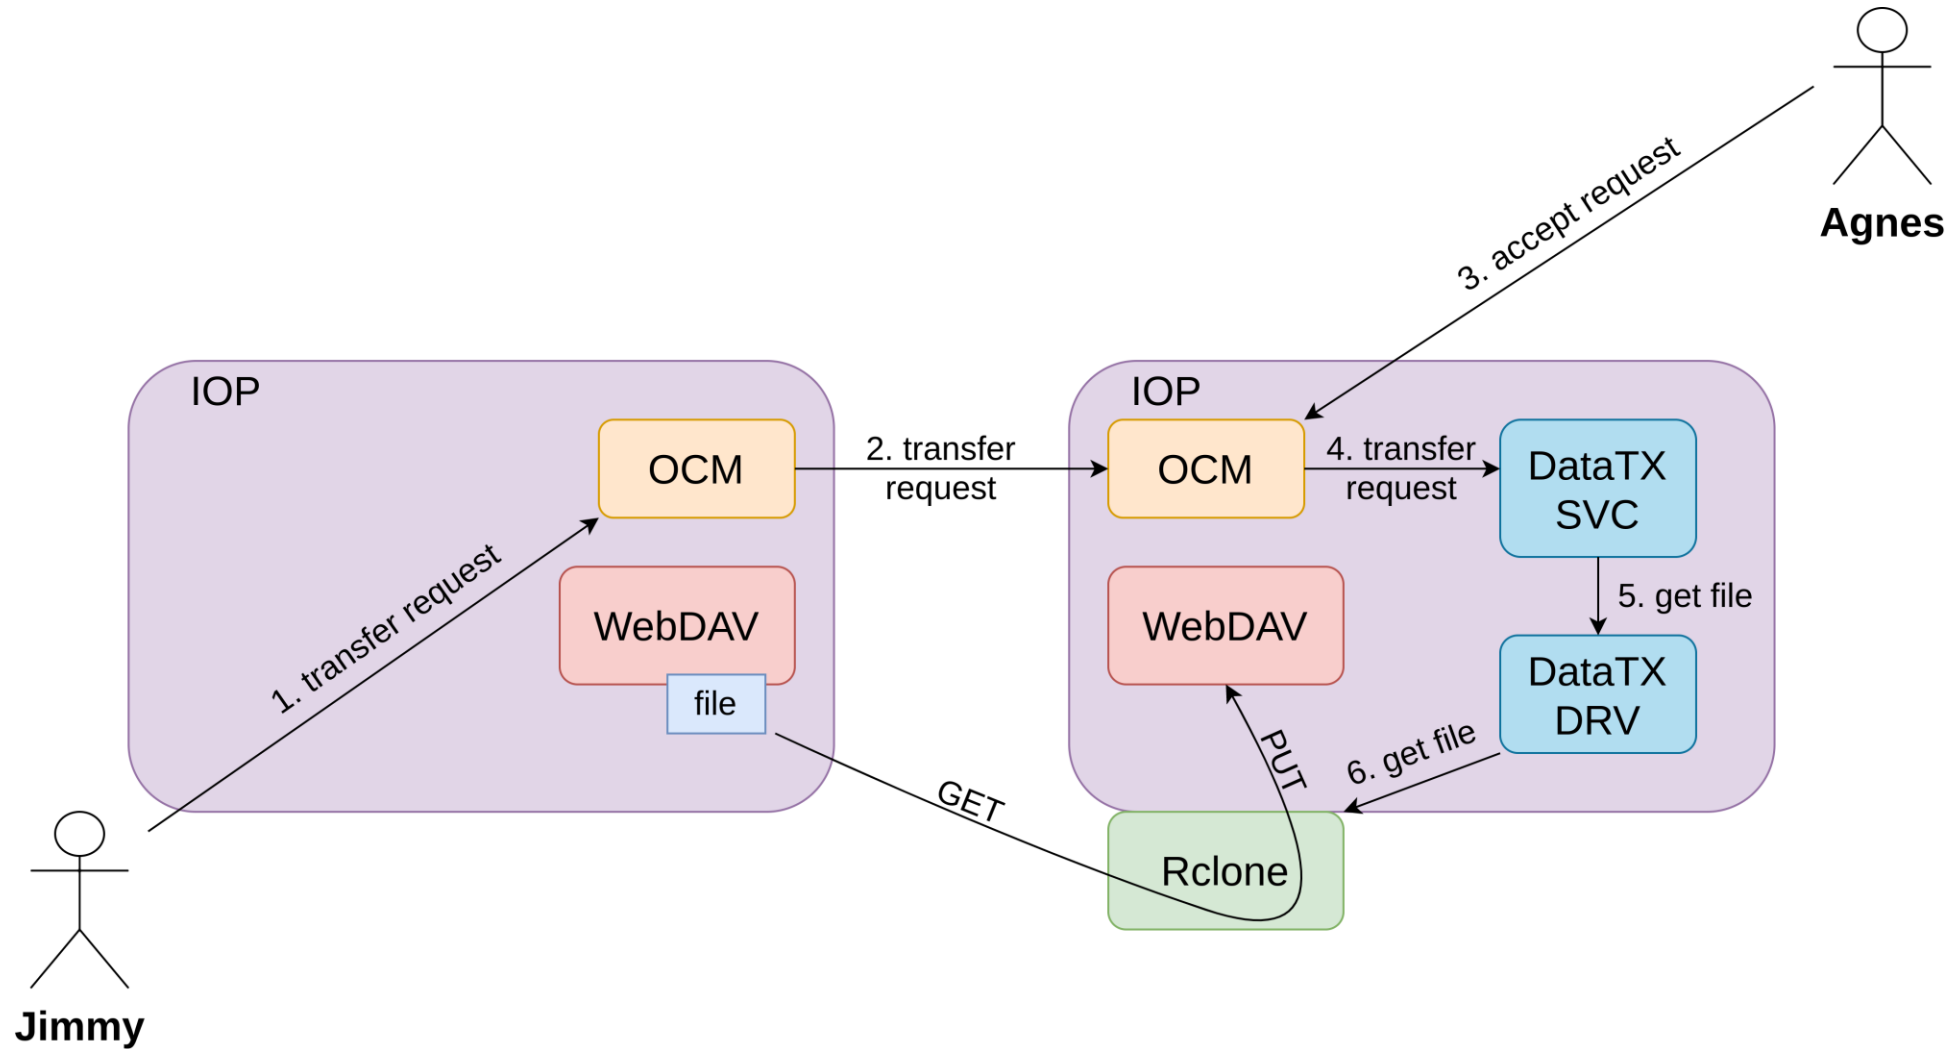 Agnes
3. accept request
IOP
OCM
2. transfer
request
IOP
OCM
4. transfer
request
DataTX
SVC
1. transfer request
WebDAV
file
WebDAV
5. get file
DataTX
DRV
6. get file
PUT
GET
Rclone
Jimmy